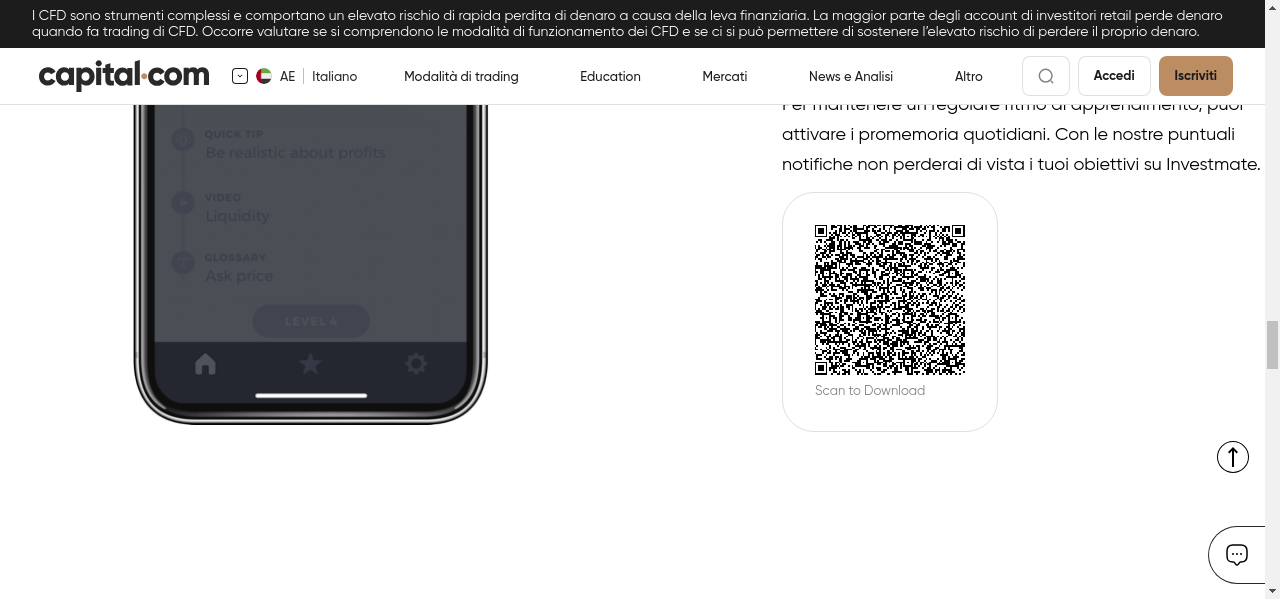 I CFD sono strumenti complessi e comportano un elevato rischio di rapida perdita di denaro a causa della leva finanziaria. La maggior parte degli account di investitori retail perde denaro
quando fa trading di CFD. Occorre valutare se si comprendono le modalità di funzionamento dei CFD e se ci si può permettere di sostenere l’elevato rischio di perdere il proprio denaro.
capital.com
AE
Italiano
Modalità di trading
Education
Mercati
News e Analisi
Altro
Accedi
Iscriviti
Per mantenere un regolare ritmo di apprendimento, puoi
attivare i promemoria quotidiani. Con le nostre puntuali
notifiche non perderai di vista i tuoi obiettivi su Investmate.
QUICK TIP
Be realistic about profits
VIDEO
Liquidity
GLOSSARY
Ask price
LEVEL 4
Scan to Download